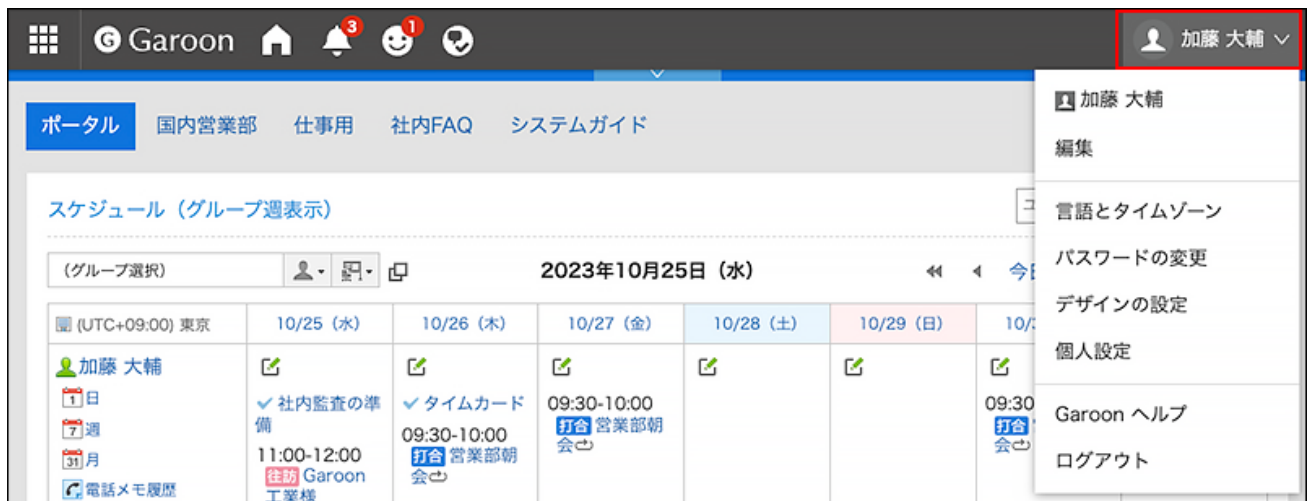 G Garoon 3 1 加藤 大輔
加藤 大輔
編集
言語とタイムゾーン
パスワードの変更
デザインの設定
個人設定
Garoon ヘルプ
ログアウト
ポータル 国内営業部 仕事用 社内FAQ システムガイド
スケジュール（グループ週表示）
(グループ選択) 2023年10月25日（水）
(UTC+09:00) 東京 10/25（水） 10/26（木） 10/27（金） 10/28（土） 10/29（日） 10/
加藤 大輔
1 日
7 週
31 月
電話メモ履歴
社内監査の準
備
11:00-12:00
往訪 Garoon
工業様
タイムカード
09:30-10:00
打合 営業部朝
会
09:30-10:00
打合 営業部朝
会
09:30
打合
会